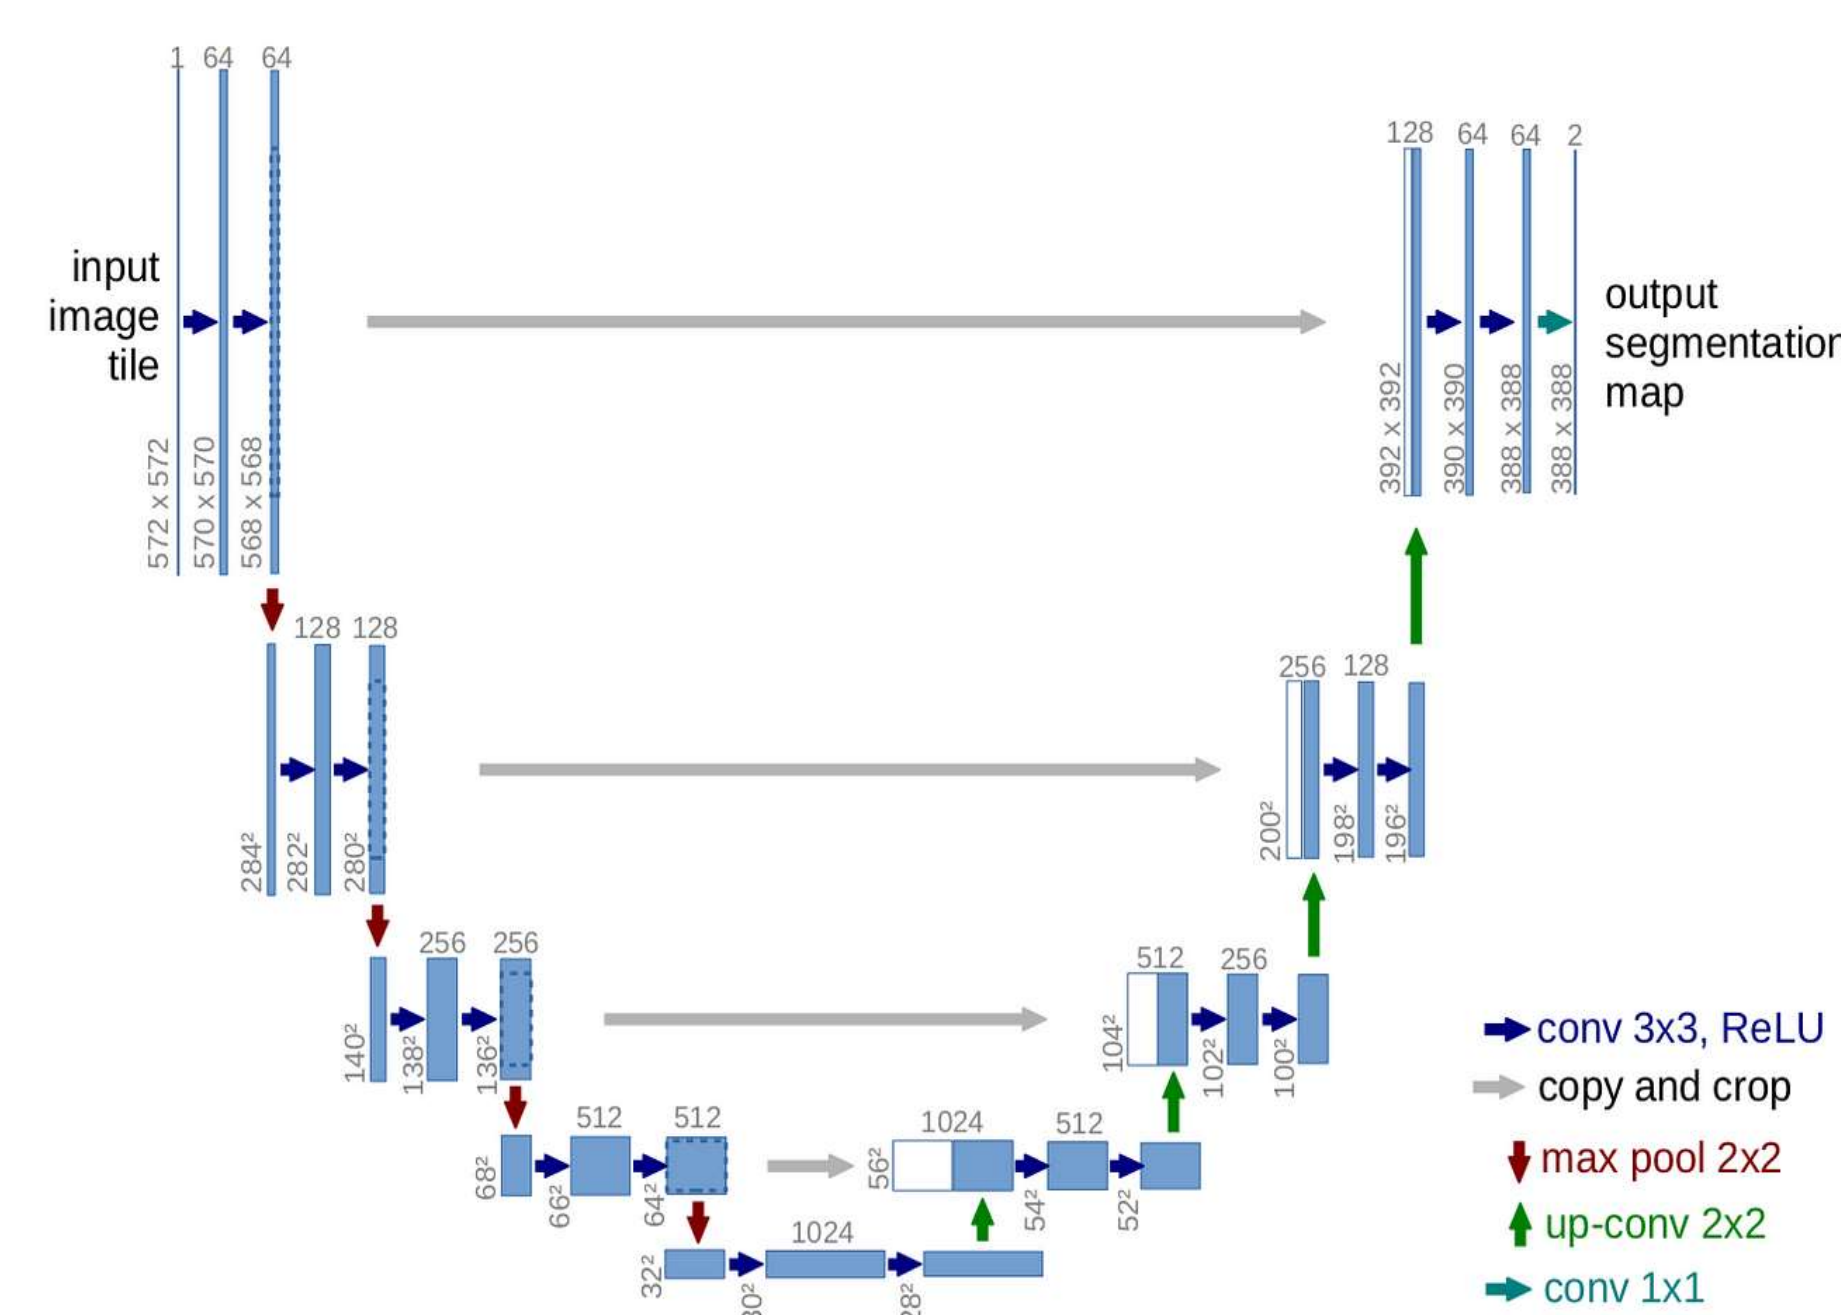 1 64 64
input
image
tile
572 x 572
570 x 570
568 x 568
128 64 64 2
392 x 392
390 x 390
388 x 388
388 x 388
output
segmentation
map
128 128
284²
282²
280²
256 128
200²
198²
196²
256 256
140²
138²
136²
512 256
104²
102²
100²
512 512
68²
66²
64²
1024 512
56²
54²
52²
1024
32²
conv 3x3, ReLU
copy and crop
max pool 2x2
up-conv 2x2
conv 1x1